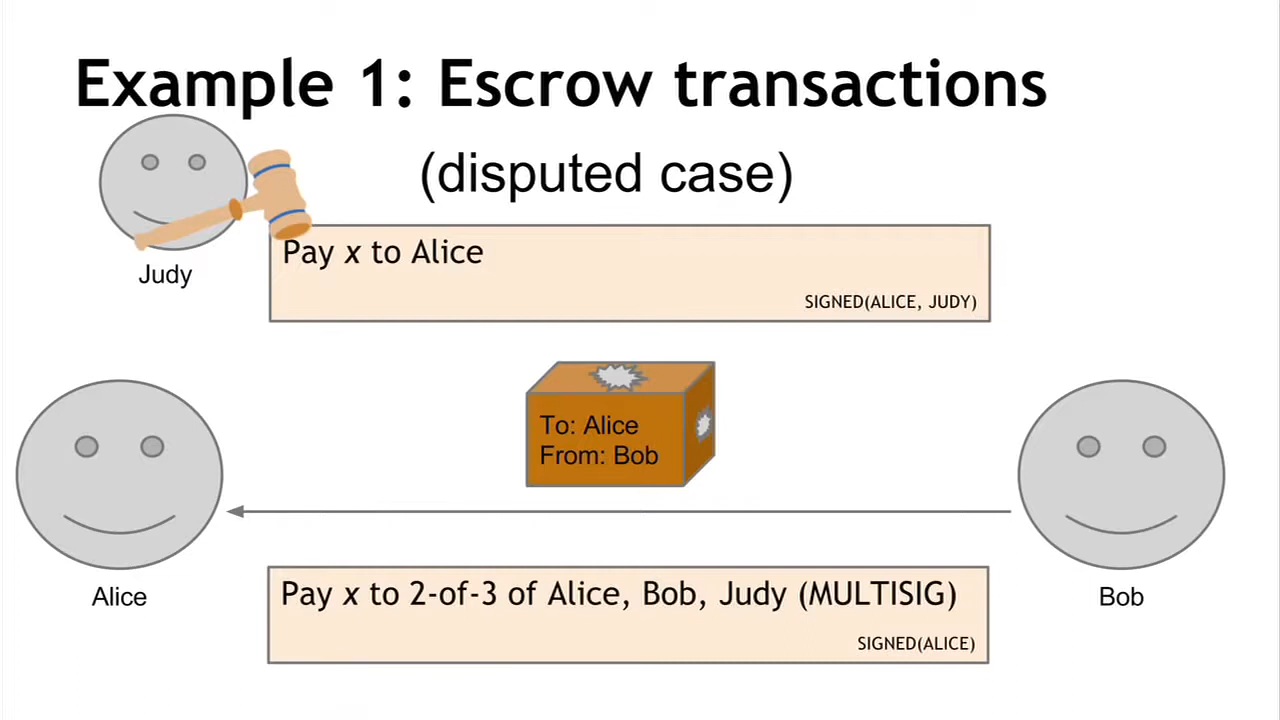 Example 1: Escrow transactions
(disputed case)
Judy
Pay x to Alice
SIGNED(ALICE, JUDY)
To: Alice
From: Bob
Alice
Bob
Pay x to 2-of-3 of Alice, Bob, Judy (MULTISIG)
SIGNED(ALICE)